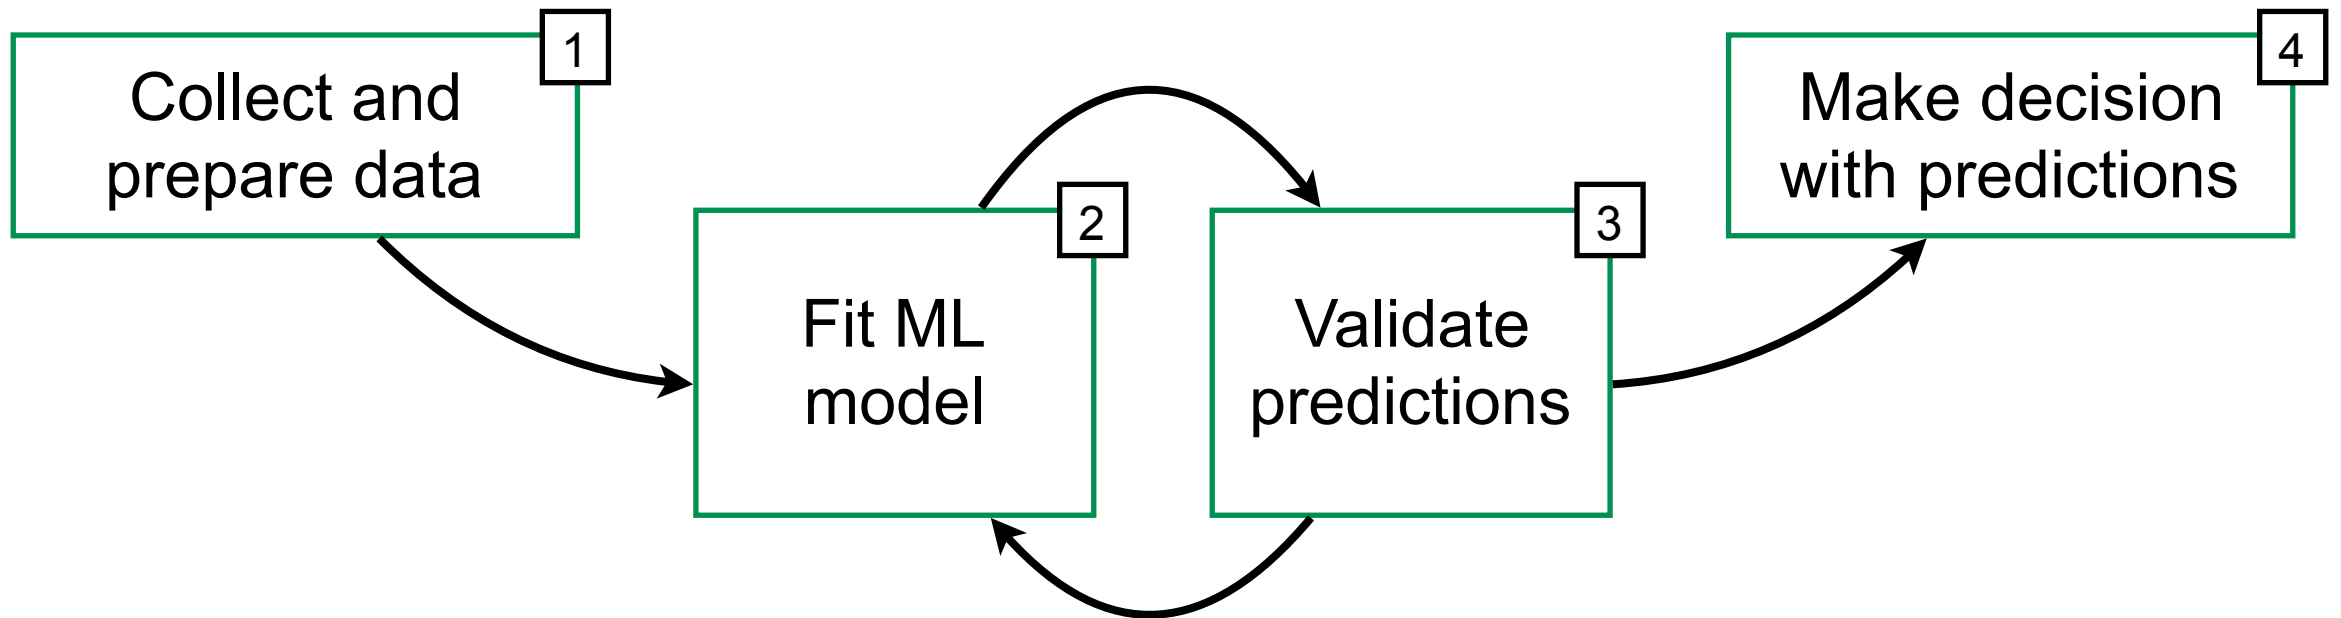 1
Collect and
prepare data
2
Fit ML
model
3
Validate
predictions
4
Make decision
with predictions